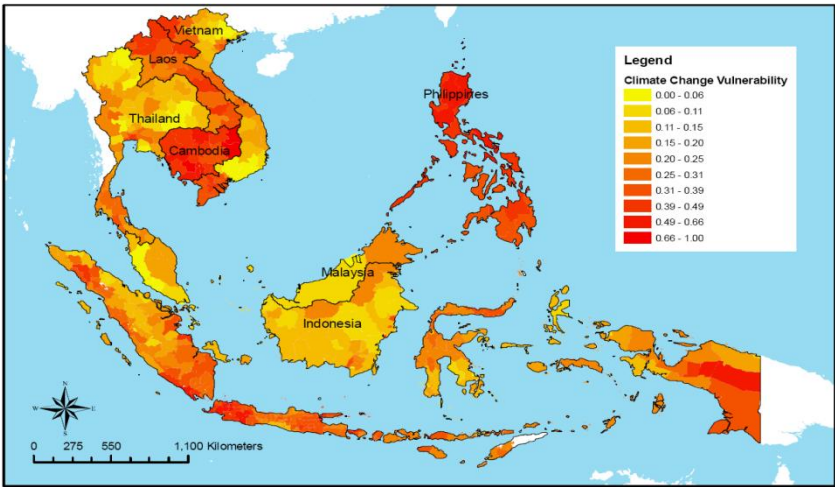 Vietnam
Laos
Thailand
Cambodia
Philippines
Malaysia
Indonesia
Legend
Climate Change Vulnerability
0.00 - 0.06
0.06 - 0.11
0.11 - 0.15
0.15 - 0.20
0.20 - 0.25
0.25 - 0.31
0.31 - 0.39
0.39 - 0.49
0.49 - 0.66
0.66 - 1.00
N
W E
S
0 275 550 1,100 Kilometers